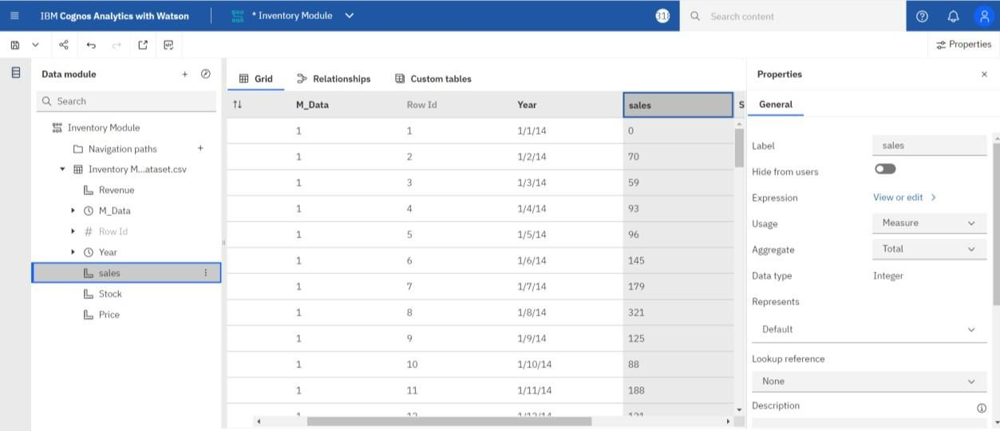 IBM Cognos Analytics with Watson
* Inventory Module
Search content
Properties
Data module
Search
Inventory Module
Navigation paths
Inventory M...ataset.csv
Revenue
M_Data
# Row Id
Year
sales
Stock
Price
Grid Relationships Custom tables
M_Data Row Id Year sales S
1 1 1/1/14 0
1 2 1/2/14 70
1 3 1/3/14 59
1 4 1/4/14 93
1 5 1/5/14 96
1 6 1/6/14 145
1 7 1/7/14 179
1 8 1/8/14 321
1 9 1/9/14 125
1 10 1/10/14 88
1 11 1/11/14 188
Properties
General
Label sales
Hide from users
Expression View or edit
Usage Measure
Aggregate Total
Data type Integer
Represents
Default
Lookup reference
None
Description